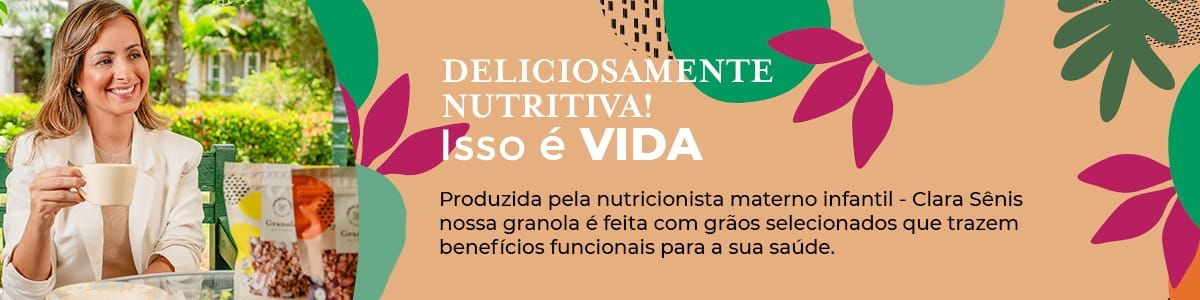 DELICIOSAMENTE
NUTRITIVA!
Isso é VIDA
Produzida pela nutricionista materno infantil - Clara Sênis
nossa granola é feita com grãos selecionados que trazem
benefícios funcionais para a sua saúde.
Granola